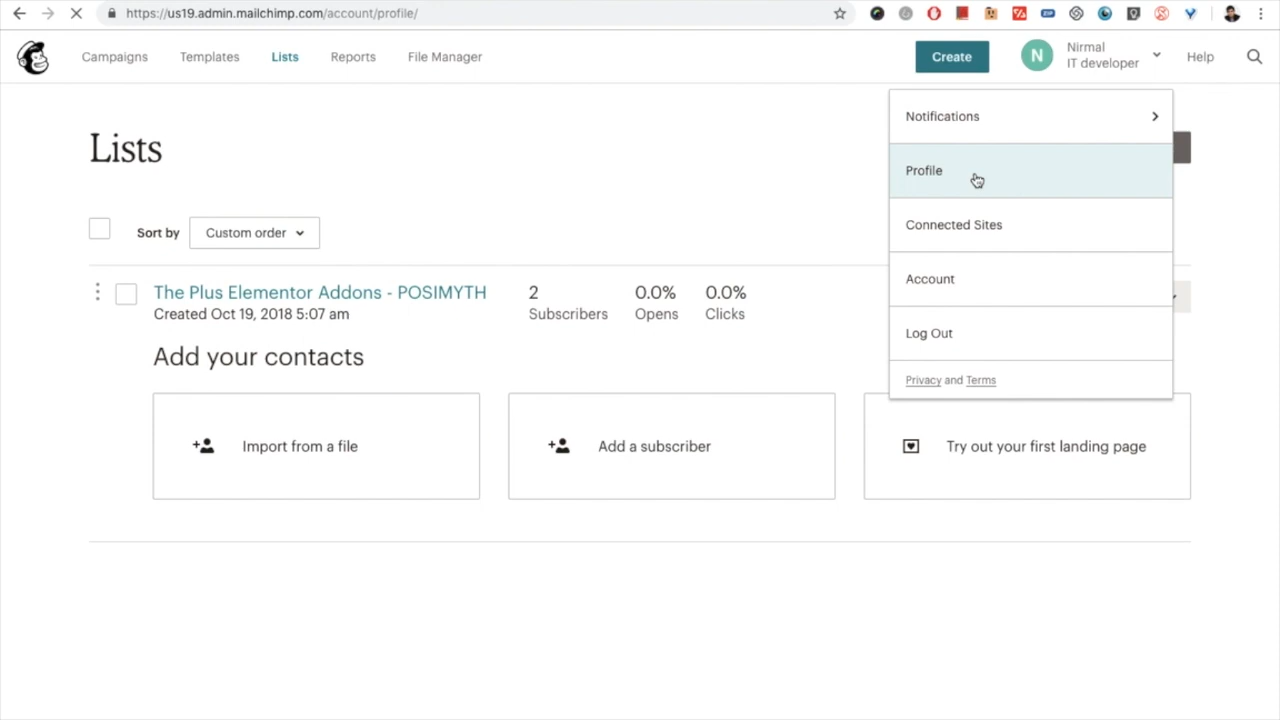 https://us19.admin.mailchimp.com/account/profile/
Campaigns Templates Lists Reports File Manager Create N Nirmal IT developer Help
Notifications
Lists
Profile
Sort by Custom order
Connected Sites
Account
The Plus Elementor Addons - POSIMYTH 2 0.0% 0.0%
Created Oct 19, 2018 5:07 am Subscribers Opens Clicks
Log Out
Add your contacts
Privacy and Terms
Import from a file Add a subscriber Try out your first landing page